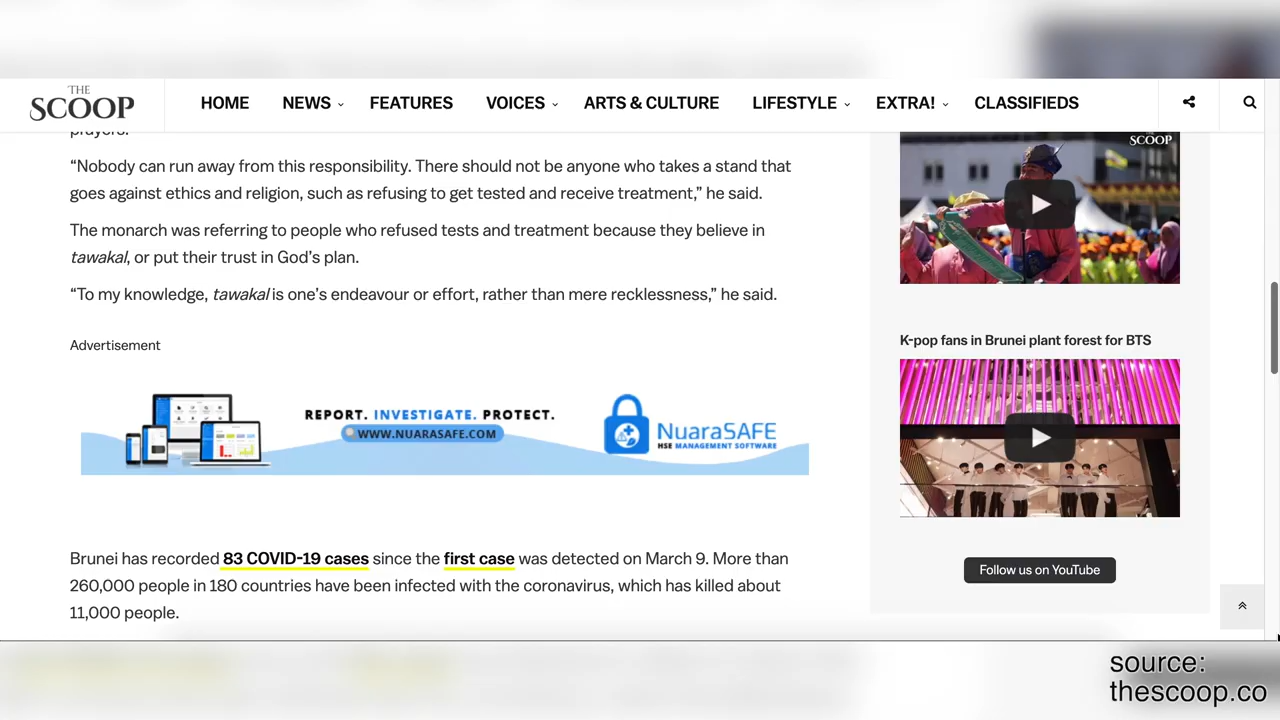 THE
SCOOP
HOME NEWS FEATURES VOICES ARTS & CULTURE LIFESTYLE EXTRA! CLASSIFIEDS
prayers.
“Nobody can run away from this responsibility. There should not be anyone who takes a stand that
goes against ethics and religion, such as refusing to get tested and receive treatment,” he said.
The monarch was referring to people who refused tests and treatment because they believe in
tawakal, or put their trust in God’s plan.
“To my knowledge, tawakal is one’s endeavour or effort, rather than mere recklessness,” he said.
Advertisement
REPORT. INVESTIGATE. PROTECT.
WWW.NUARASAFE.COM
NuaraSAFE
HSE MANAGEMENT SOFTWARE
Brunei has recorded 83 COVID-19 cases since the first case was detected on March 9. More than
260,000 people in 180 countries have been infected with the coronavirus, which has killed about
11,000 people.
SCOOP
K-pop fans in Brunei plant forest for BTS
Follow us on YouTube
source:
thescoop.co